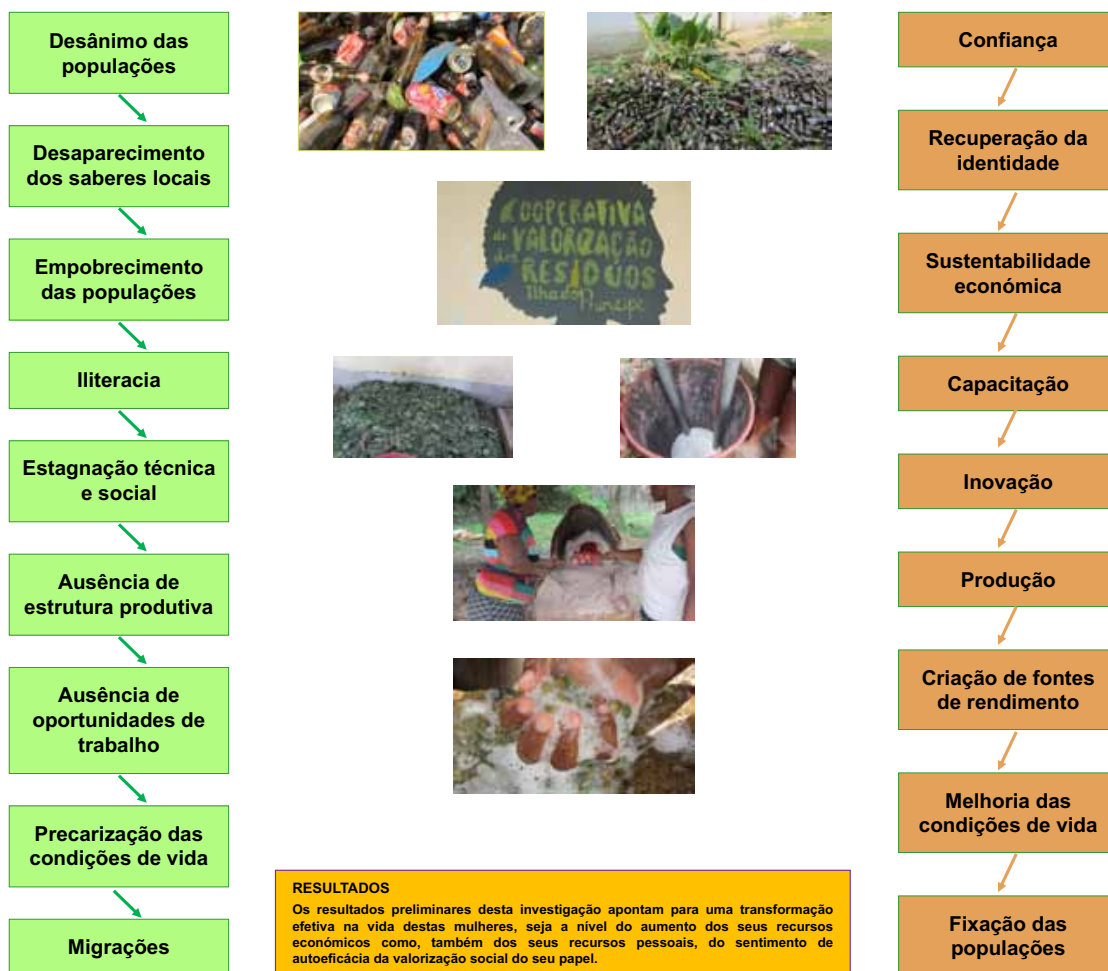 Desânimo das
populações
Desaparecimento
dos saberes locais
Empobrecimento
das populações
Iliteracia
Estagnação técnica
e social
Ausência de
estrutura produtiva
Ausência de
oportunidades de
trabalho
Precarização das
condições de vida
Migrações
COOPERATIVA
de VALORIZAÇÃO
dos RESÍDUOS
Ilha do Príncipe
RESULTADOS
Os resultados preliminares desta investigação apontam para uma transformação
efetiva na vida destas mulheres, seja a nível do aumento dos seus recursos
económicos como, também dos seus recursos pessoais, do sentimento de
autoeficácia da valorização social do seu papel.
Confiança
Recuperação da
identidade
Sustentabilidade
económica
Capacitação
Inovação
Produção
Criação de fontes
de rendimento
Melhoria das
condições de vida
Fixação das
populações